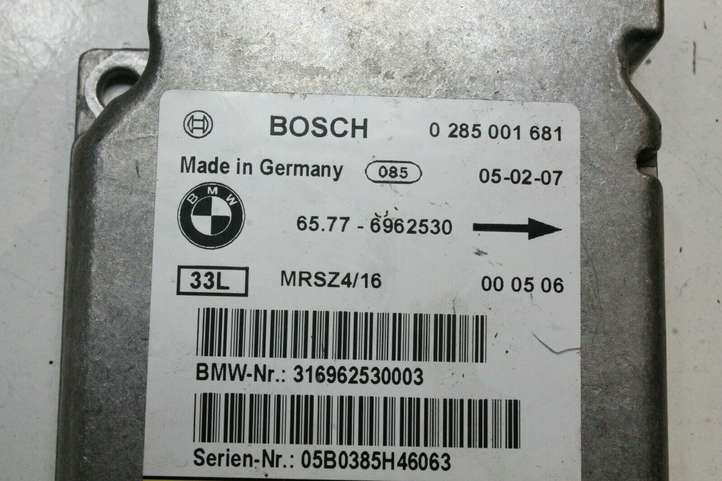 BOSCH 0 285 001 681
Made in Germany 085 05-02-07
BMW 65.77 - 6962530
33L MRSZ4/16 00 05 06
BMW-Nr.: 316962530003
Serien-Nr.: 05B0385H46063